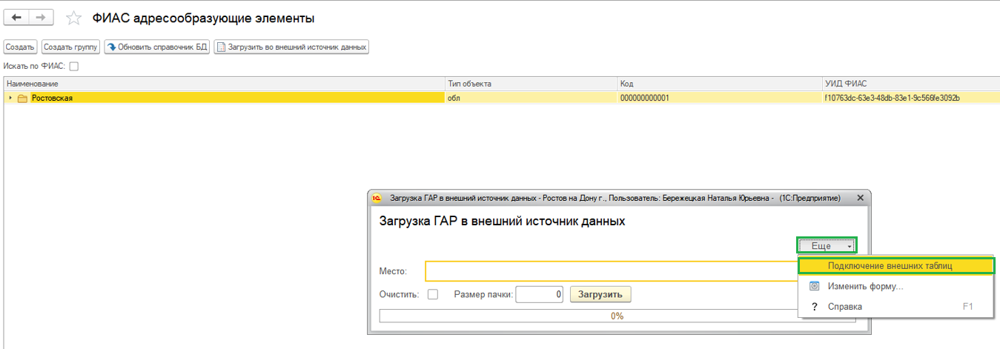 ФИАС адресообразующие элементы
Создать Создать группу Обновить справочник БД Загрузить во внешний источник данных
Искать по ФИАС:
Наименование Тип объекта Код УИД ФИАС
Ростовская обл 000000000001 f10763dc-63e3-48db-83e1-9c566fe3092b
1С Загрузка ГАР в внешний источник данных - Ростов на Дону г., Пользователь: Бережецкая Наталья Юрьевна - (1С:Предприятие)
Загрузка ГАР в внешний источник данных
Еще
Место:
Подключение внешних таблиц
Изменить форму...
Очистить: Размер пачки: 0 Загрузить
? Справка F1
0%